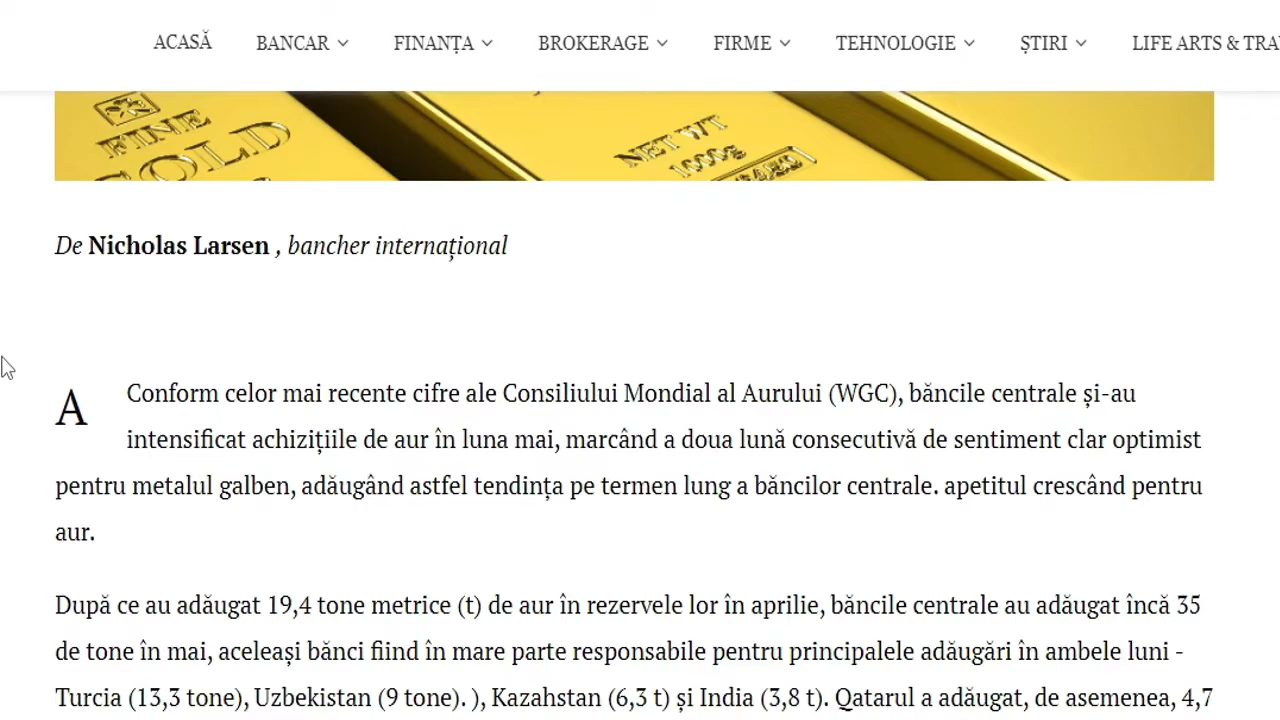 ACASĂ BANCAR FINANȚA BROKERAGE FIRME TEHNOLOGIE ȘTIRI LIFE ARTS & TRA
FINE
GOLD
NET WT
1000g
De Nicholas Larsen , bancher internațional
A Conform celor mai recente cifre ale Consiliului Mondial al Aurului (WGC), băncile centrale și-au
intensificat achizițiile de aur în luna mai, marcând a doua lună consecutivă de sentiment clar optimist
pentru metalul galben, adăugând astfel tendința pe termen lung a băncilor centrale. apetitul crescând pentru
aur.
După ce au adăugat 19,4 tone metrice (t) de aur în rezervele lor în aprilie, băncile centrale au adăugat încă 35
de tone în mai, aceleași bănci fiind în mare parte responsabile pentru principalele adăugări în ambele luni -
Turcia (13,3 tone), Uzbekistan (9 tone). ), Kazahstan (6,3 t) și India (3,8 t). Qatarul a adăugat, de asemenea, 4,7